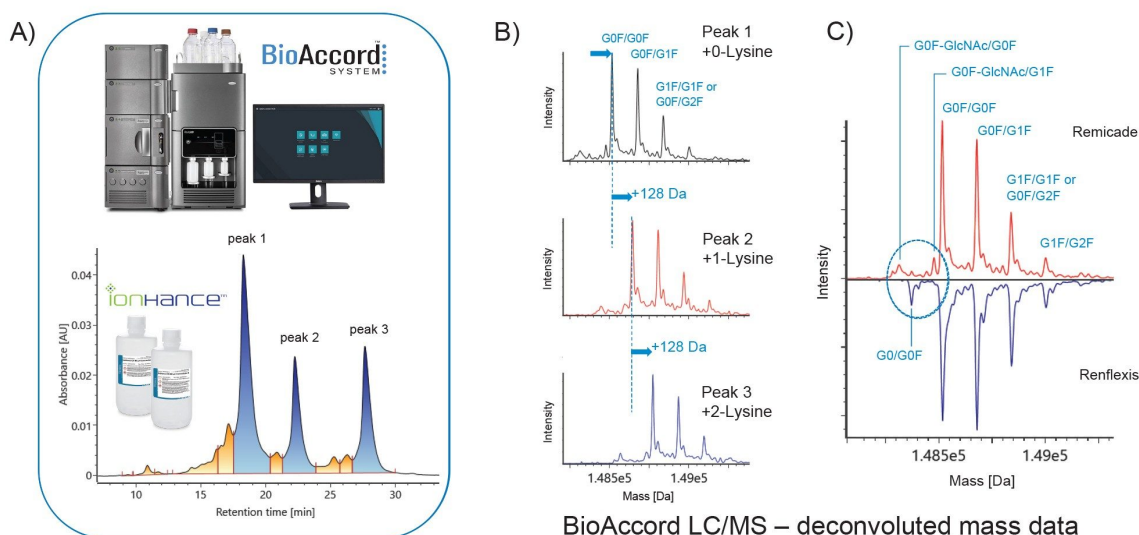 A)
BioAccord™
SYSTEM
ionHance™
peak 1
peak 2
peak 3
0.04
0.03
0.02
0.01
0
Absorbance [AU]
10
15
20
25
30
Retention time [min]
B)
G0F/G0F
G0F/G1F
G1F/G1F or
G0F/G2F
Peak 1
+0-Lysine
Intensity
+128 Da
Peak 2
+1-Lysine
Intensity
+128 Da
Peak 3
+2-Lysine
Intensity
1.485e5
1.49e5
Mass [Da]
C)
G0F-GlcNAc/G0F
G0F-GlcNAc/G1F
G0F/G0F
G0F/G1F
Remicade
G1F/G1F or
G0F/G2F
G1F/G2F
Intensity
G0/G0F
Renflexis
1.485e5
1.49e5
Mass [Da]
BioAccord LC/MS – deconvoluted mass data